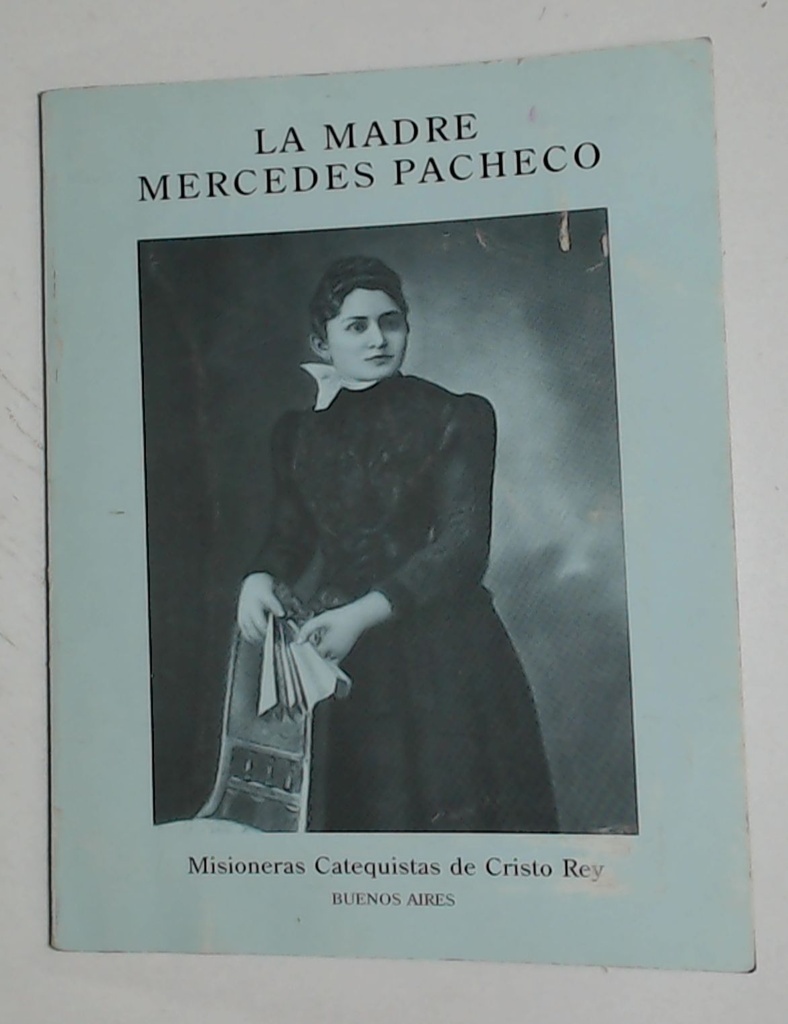 LA MADRE
MERCEDES PACHECO
Misioneras Catequistas de Cristo Rey
BUENOS AIRES